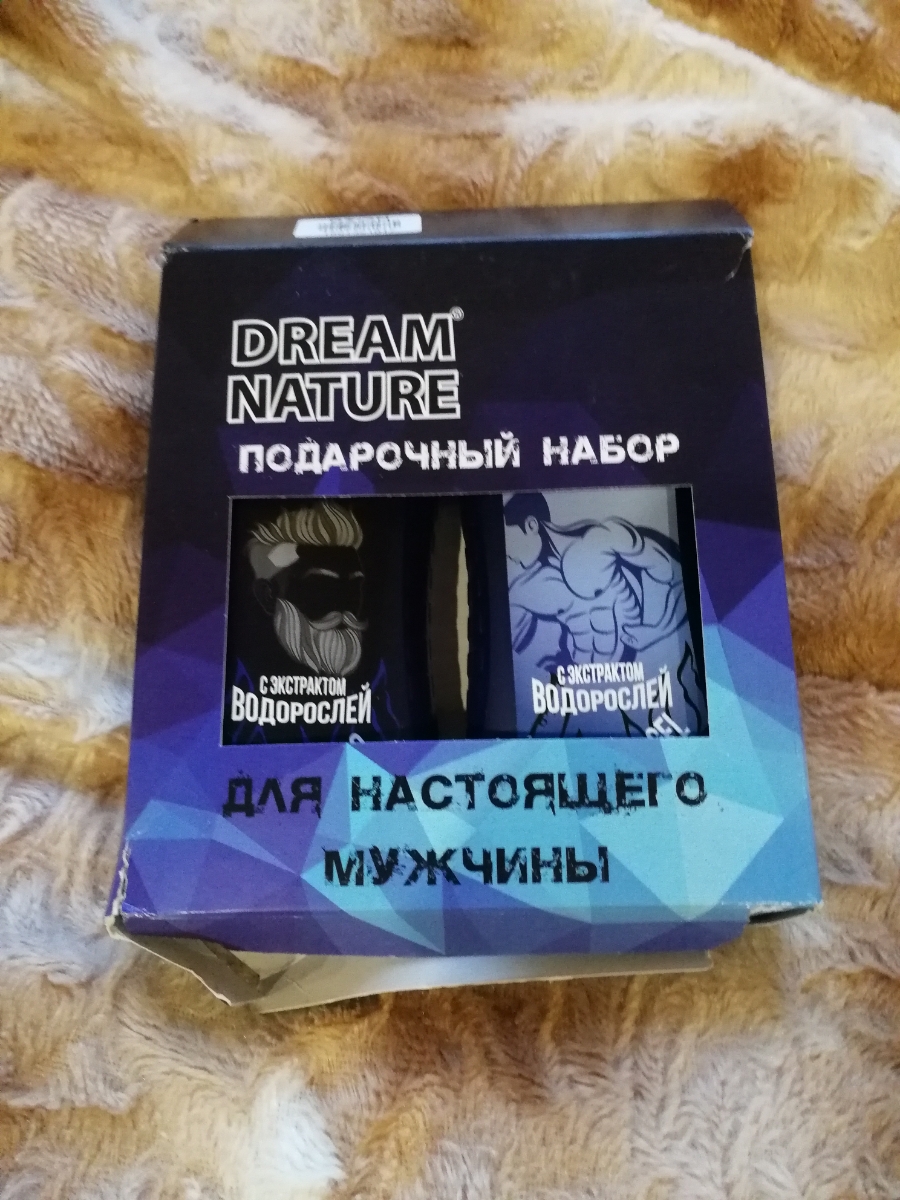 DREAM®
NATURE
ПОДАРОЧНЫЙ НАБОР
С ЭКСТРАКТОМ
ВОДОРОСЛЕЙ
С ЭКСТРАКТОМ
ВОДОРОСЛЕЙ
ДЛЯ НАСТОЯЩЕГО
МУЖЧИНЫ